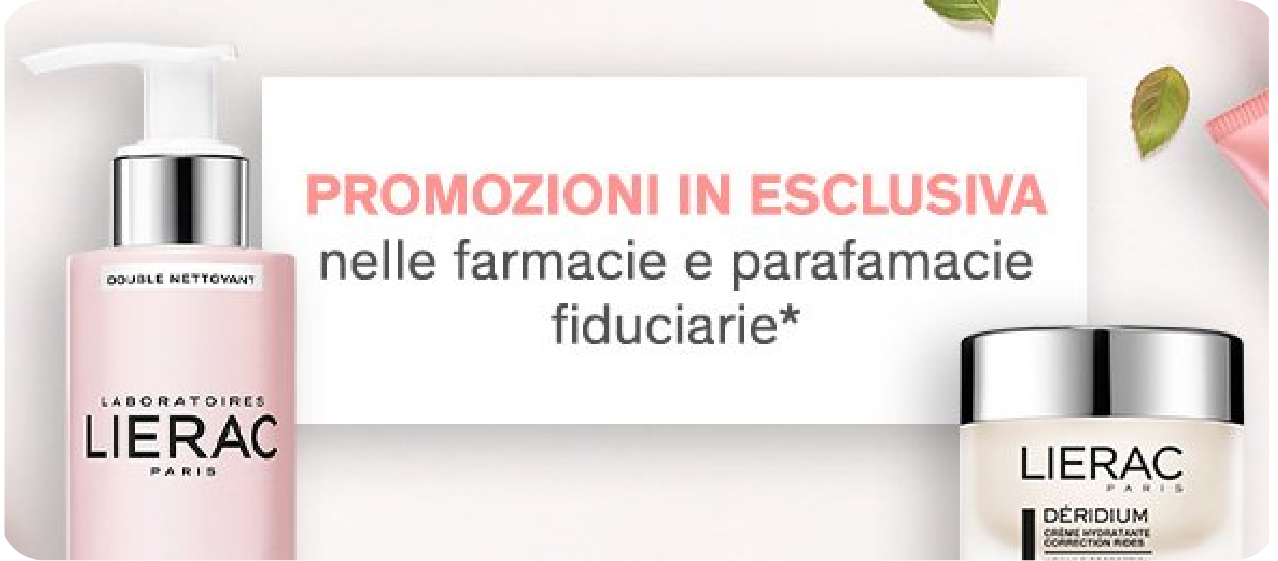 PROMOZIONI IN ESCLUSIVA
nelle farmacie e parafamacie
fiduciarie*
DOUBLE NETTOYANT
LABORATOIRES
LIERAC
PARIS
LIERAC
PARIS
DÉRIDIUM
CRÈME HYDRATANTE
CORRECTION RIDES